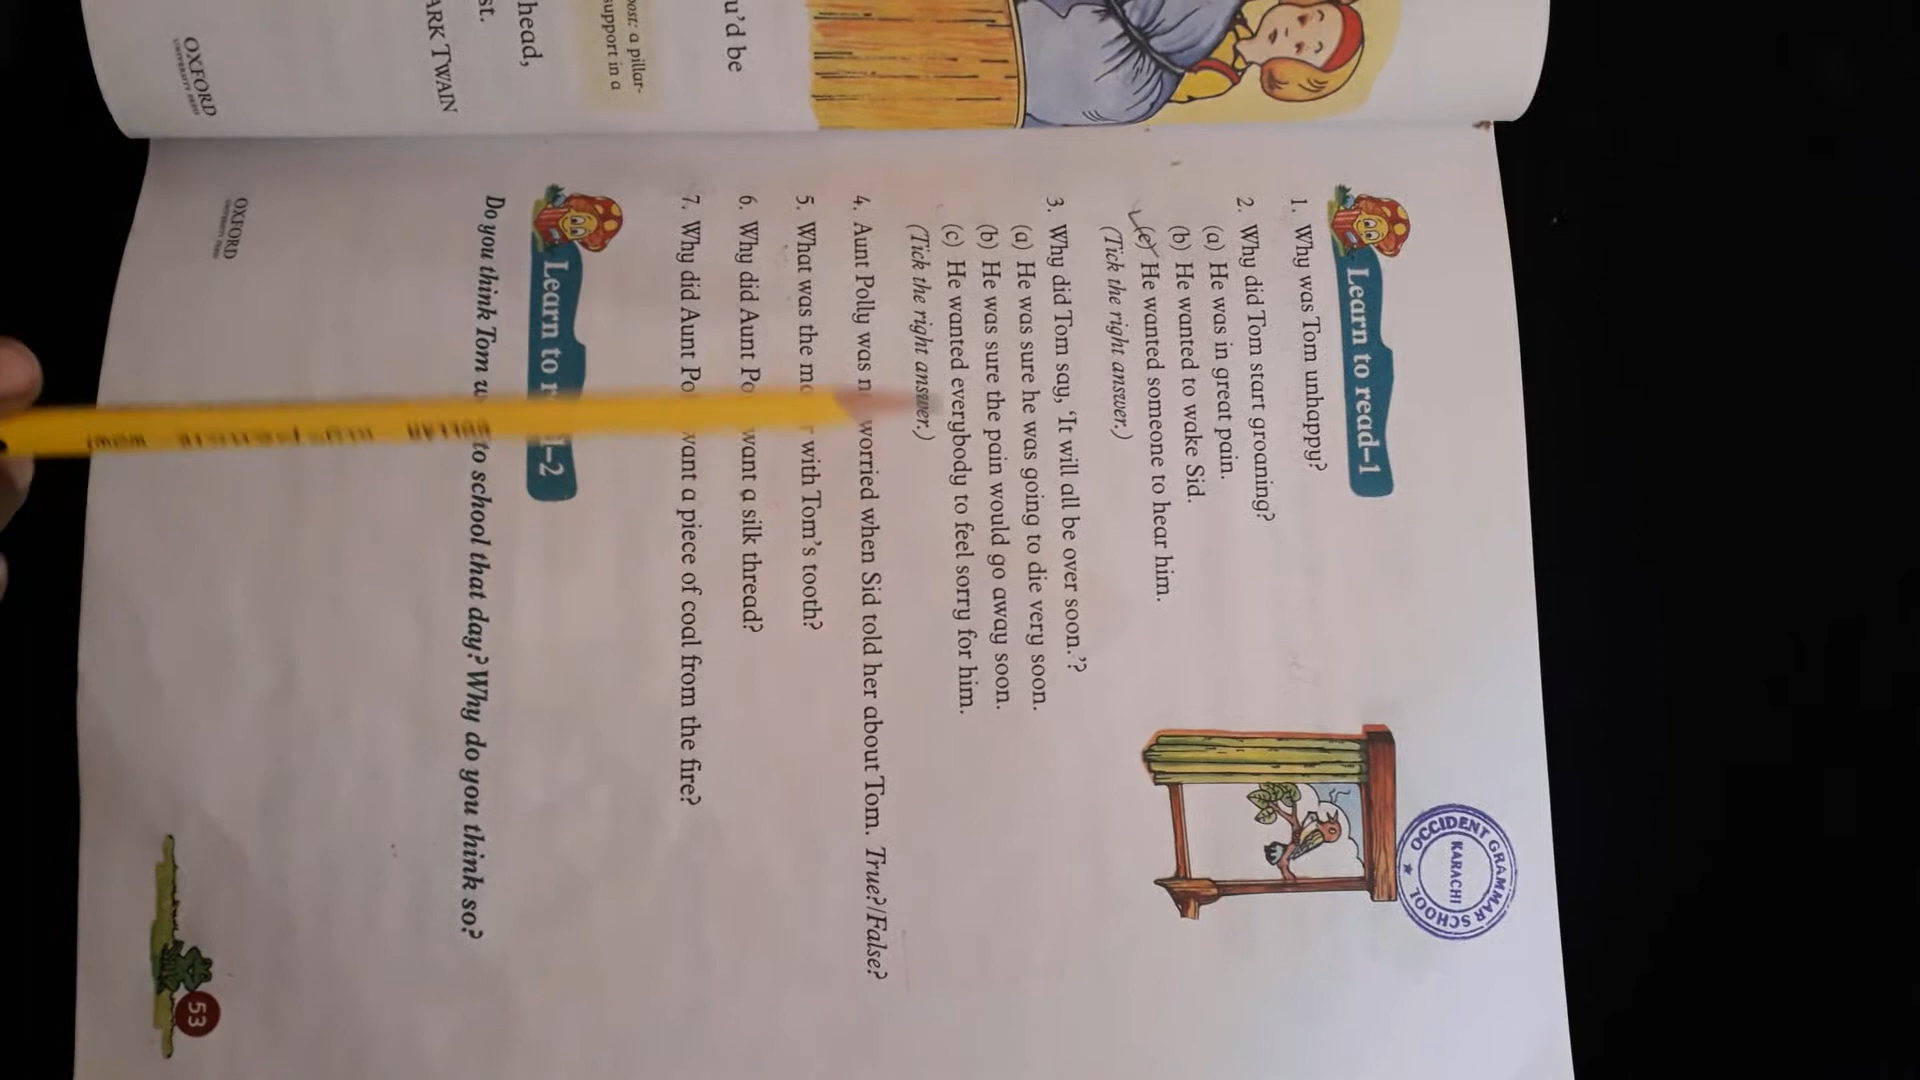 u'd be
post: a pillar-
support in a
head,
st.
ARK TWAIN
OXFORD
UNIVERSITY PRESS
OCCIDENT GRAMMAR SCHOOL
KARACHI
Learn to read–1
1. Why was Tom unhappy?
2. Why did Tom start groaning?
(a) He was in great pain.
(b) He wanted to wake Sid.
(c) He wanted someone to hear him.
(Tick the right answer.)
3. Why did Tom say, ‘It will all be over soon.’?
(a) He was sure he was going to die very soon.
(b) He was sure the pain would go away soon.
(c) He wanted everybody to feel sorry for him.
(Tick the right answer.)
4. Aunt Polly was n worried when Sid told her about Tom. True?/False?
5. What was the with Tom’s tooth?
6. Why did Aunt Po want a silk thread?
7. Why did Aunt Po want a piece of coal from the fire?
Learn to r –2
Do you think Tom to school that day? Why do you think so?
OXFORD
UNIVERSITY PRESS
53